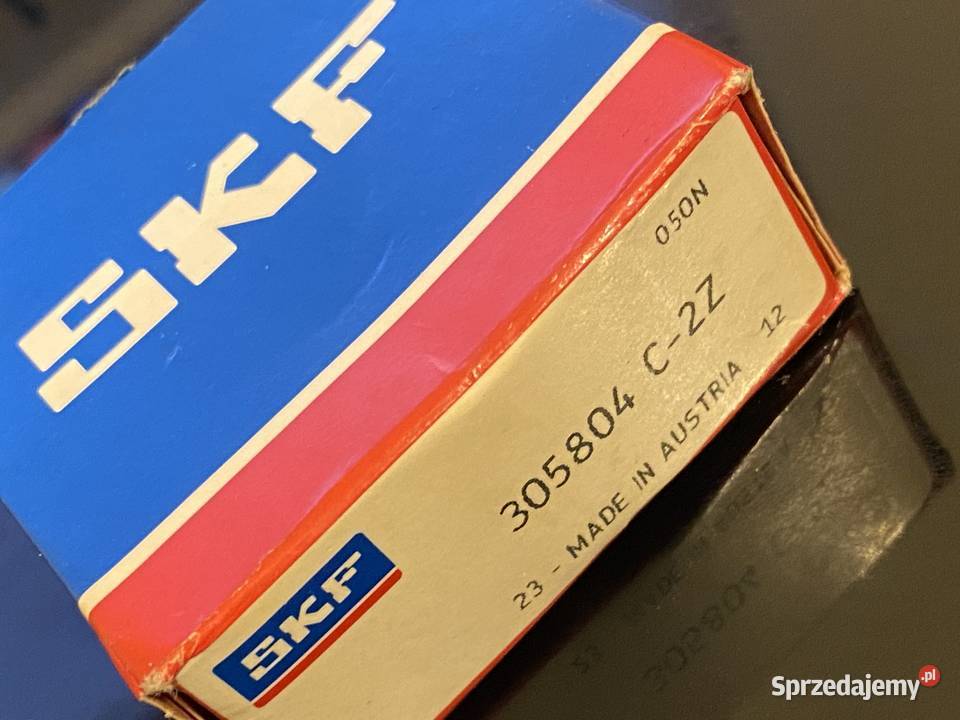 SKF
050N
305804 C-2Z
23 - MADE IN AUSTRIA 12
SKF
Sprzedajemy.pl